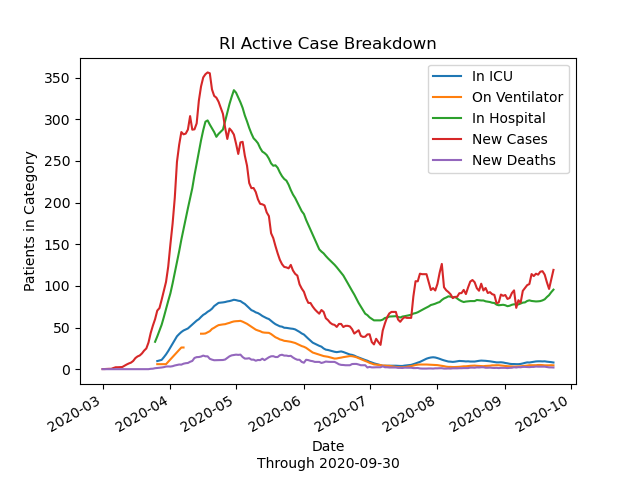 RI Active Case Breakdown
In ICU
On Ventilator
In Hospital
New Cases
New Deaths
Patients in Category
350
300
250
200
150
100
50
0
2020-03
2020-04
2020-05
2020-06
2020-07
2020-08
2020-09
2020-10
Date
Through 2020-09-30